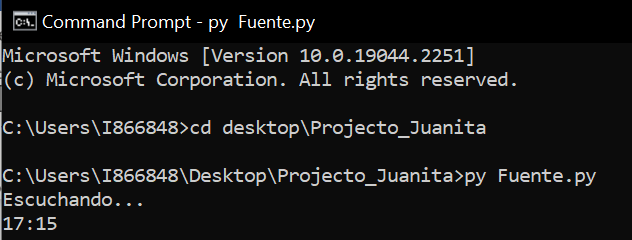 Command Prompt - py  Fuente.py
Microsoft Windows [Version 10.0.19044.2251]
(c) Microsoft Corporation. All rights reserved.
C:\Users\I866848>cd desktop\Projecto_Juanita
C:\Users\I866848\Desktop\Projecto_Juanita>py Fuente.py
Escuchando...
17:15